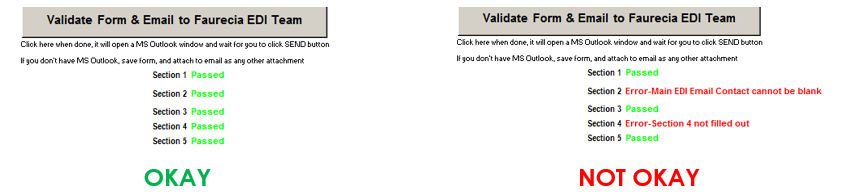 Validate Form & Email to Faurecia EDI Team
Click here when done, it will open a MS Outlook window and wait for you to click SEND button
If you don't have MS Outlook, save form, and attach to email as any other attachment
Section 1 Passed
Section 2 Passed
Section 3 Passed
Section 4 Passed
Section 5 Passed
OKAY
Validate Form & Email to Faurecia EDI Team
Click here when done, it will open a MS Outlook window and wait for you to click SEND button
If you don't have MS Outlook, save form, and attach to email as any other attachment
Section 1 Passed
Section 2 Error-Main EDI Email Contact cannot be blank
Section 3 Passed
Section 4 Error-Section 4 not filled out
Section 5 Passed
NOT OKAY